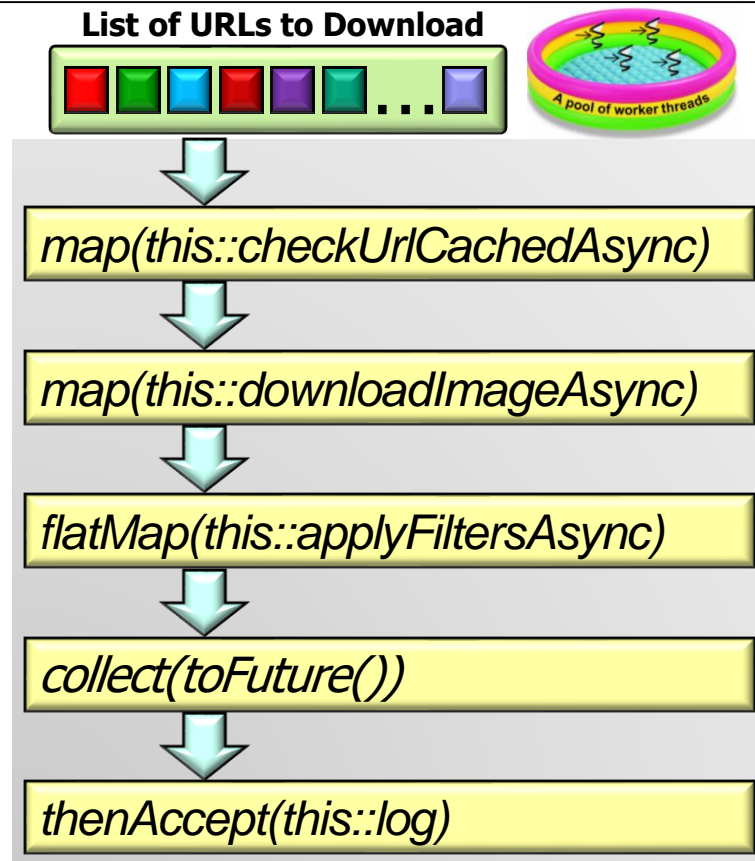 List of URLs to Download
...
A pool of worker threads
map(this::checkUrlCachedAsync)
map(this::downloadImageAsync)
flatMap(this::applyFiltersAsync)
collect(toFuture())
thenAccept(this::log)